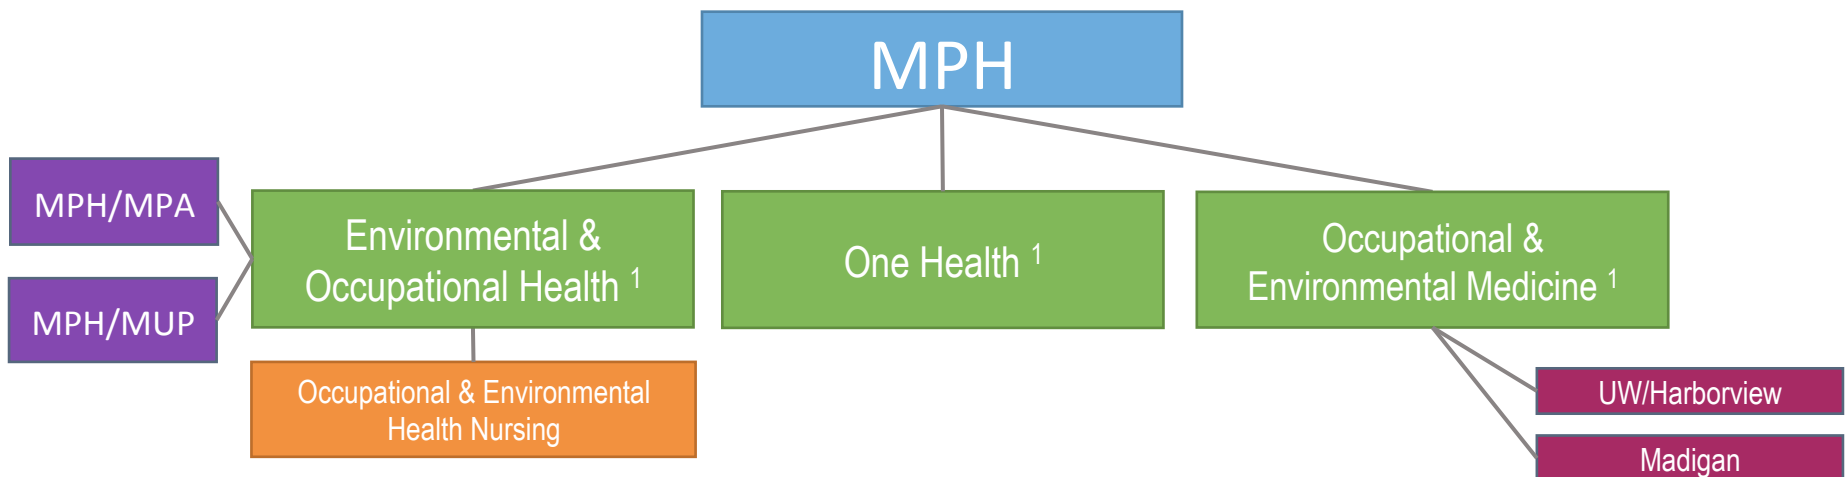 MPH
MPH/MPA
MPH/MUP
Environmental &
Occupational Health ¹
One Health ¹
Occupational &
Environmental Medicine ¹
Occupational & Environmental
Health Nursing
UW/Harborview
Madigan